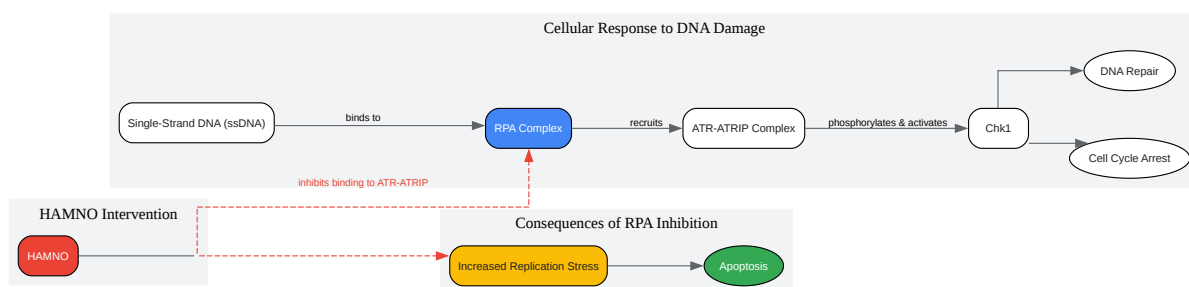 Cellular Response to DNA Damage
DNA Repair
Single-Strand DNA (ssDNA)
binds to
RPA Complex
recruits
ATR-ATRIP Complex
phosphorylates & activates
Chk1
Cell Cycle Arrest
inhibits binding to ATR-ATRIP
HAMNO Intervention
HAMNO
Consequences of RPA Inhibition
Increased Replication Stress
Apoptosis